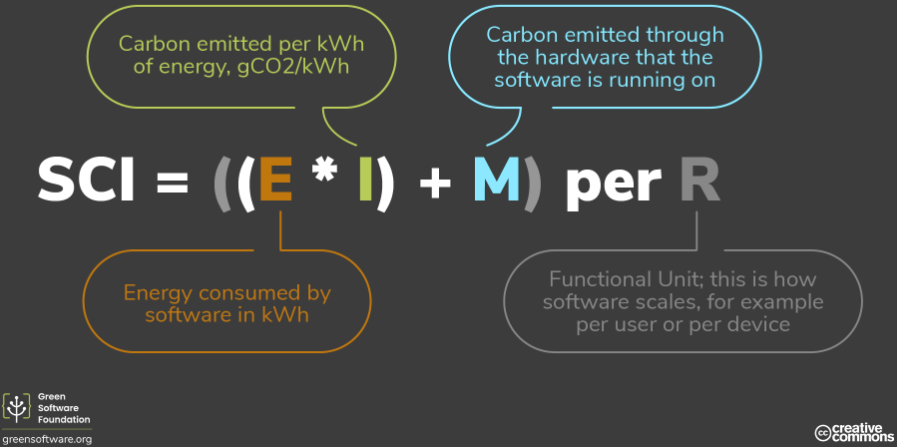 Carbon emitted per kWh
of energy, gCO2/kWh
Carbon emitted through
the hardware that the
software is running on
SCI = ((E * I) + M) per R
Energy consumed by
software in kWh
Functional Unit; this is how
software scales, for example
per user or per device
Green
Software
Foundation
greensoftware.org
cc creative
commons